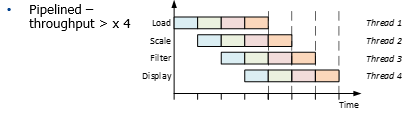 • Pipelined –
throughput > x 4
Load
Thread 1
Scale
Thread 2
Filter
Thread 3
Display
Thread 4
Time